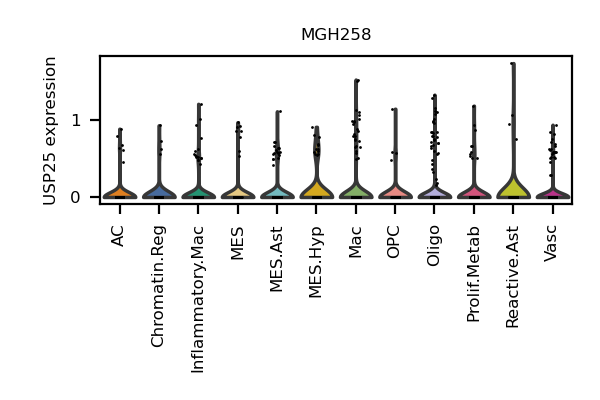 MGH258
USP25 expression
1
0
AC
Chromatin.Reg
Inflammatory.Mac
MES
MES.Ast
MES.Hyp
Mac
OPC
Oligo
Prolif.Metab
Reactive.Ast
Vasc